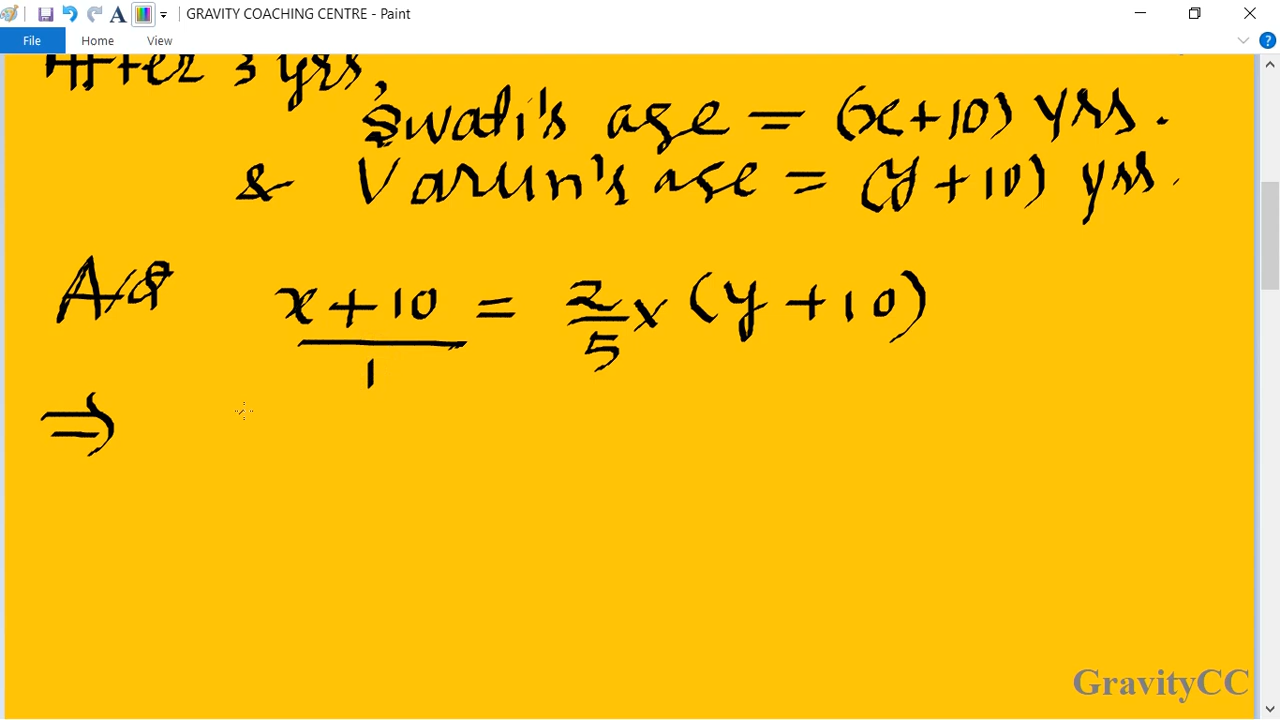 GRAVITY COACHING CENTRE - Paint
File Home View
After 3 yrs,
Swati's age = (x+10) yrs.
& Varun's age = (y+10) yrs.
A/Q x+10/1 = 2/5 x (y+10)
⇒
GravityCC